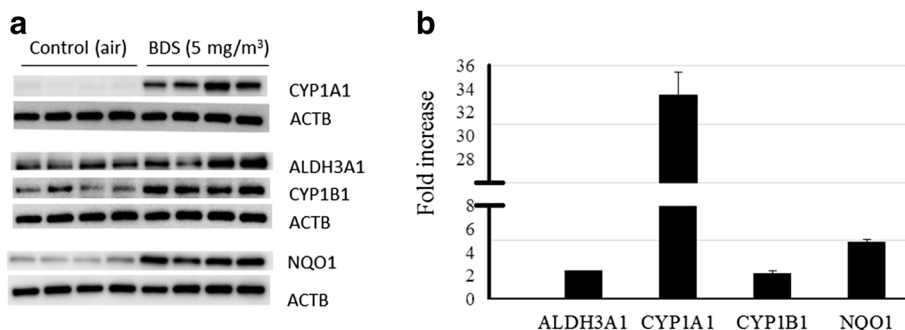 a
Control (air) BDS (5 mg/m³)
CYP1A1
ACTB
ALDH3A1
CYP1B1
ACTB
NQO1
ACTB
b
Fold increase
36
34
32
30
28
8
6
4
2
0
ALDH3A1 CYP1A1 CYP1B1 NQO1